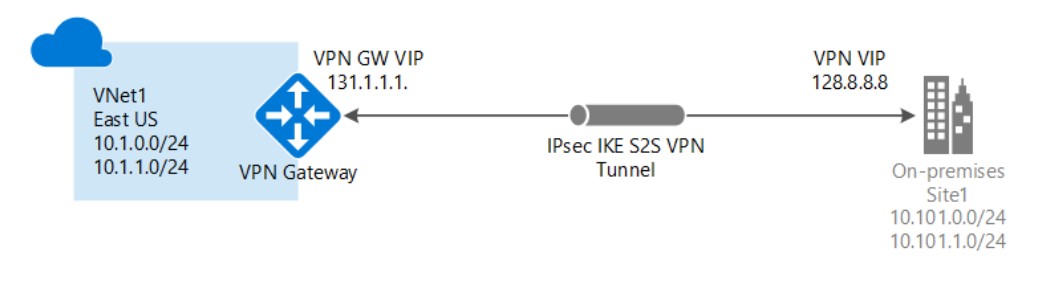 VPN GW VIP
131.1.1.1.
VPN VIP
128.8.8.8
VNet1
East US
10.1.0.0/24
10.1.1.0/24
VPN Gateway
IPsec IKE S2S VPN
Tunnel
On-premises
Site1
10.101.0.0/24
10.101.1.0/24